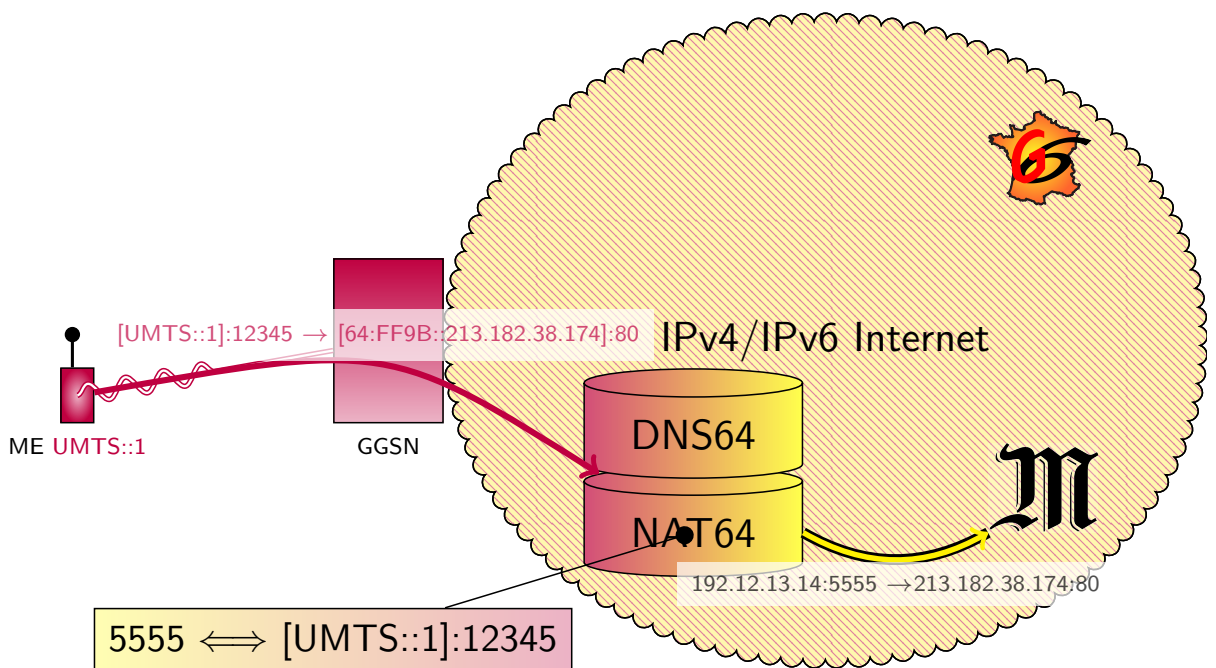 [UMTS::1]:12345 → [64:FF9B::213.182.38.174]:80
IPv4/IPv6 Internet
ME UMTS::1
GGSN
DNS64
NAT64
192.12.13.14:5555 →213.182.38.174:80
5555 ⟺ [UMTS::1]:12345
G6
M